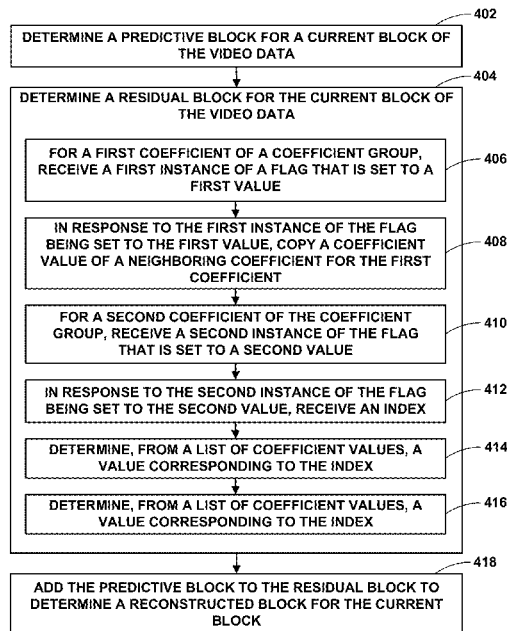 402
DETERMINE A PREDICTIVE BLOCK FOR A CURRENT BLOCK OF
THE VIDEO DATA
404
DETERMINE A RESIDUAL BLOCK FOR THE CURRENT BLOCK OF
THE VIDEO DATA
406
FOR A FIRST COEFFICIENT OF A COEFFICIENT GROUP,
RECEIVE A FIRST INSTANCE OF A FLAG THAT IS SET TO A
FIRST VALUE
408
IN RESPONSE TO THE FIRST INSTANCE OF THE FLAG
BEING SET TO THE FIRST VALUE, COPY A COEFFICIENT
VALUE OF A NEIGHBORING COEFFICIENT FOR THE FIRST
COEFFICIENT
410
FOR A SECOND COEFFICIENT OF THE COEFFICIENT
GROUP, RECEIVE A SECOND INSTANCE OF THE FLAG
THAT IS SET TO A SECOND VALUE
412
IN RESPONSE TO THE SECOND INSTANCE OF THE FLAG
BEING SET TO THE SECOND VALUE, RECEIVE AN INDEX
414
DETERMINE, FROM A LIST OF COEFFICIENT VALUES, A
VALUE CORRESPONDING TO THE INDEX
416
DETERMINE, FROM A LIST OF COEFFICIENT VALUES, A
VALUE CORRESPONDING TO THE INDEX
418
ADD THE PREDICTIVE BLOCK TO THE RESIDUAL BLOCK TO
DETERMINE A RECONSTRUCTED BLOCK FOR THE CURRENT
BLOCK